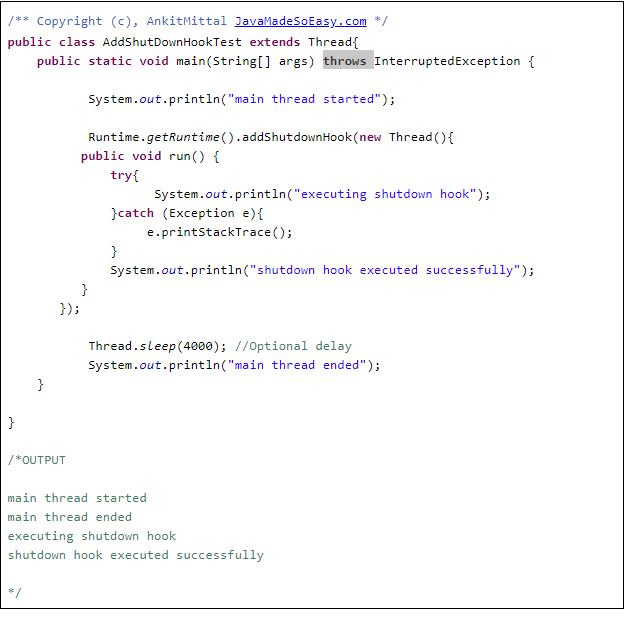 /** Copyright (c), AnkitMittal JavaMadeSoEasy.com */
public class AddShutDownHookTest extends Thread{
    public static void main(String[] args) throws InterruptedException {

           System.out.println("main thread started");

           Runtime.getRuntime().addShutdownHook(new Thread(){
          public void run() {
              try{
                    System.out.println("executing shutdown hook");
              }catch (Exception e){
                   e.printStackTrace();
              }
              System.out.println("shutdown hook executed successfully");
          }
       });

           Thread.sleep(4000); //Optional delay
           System.out.println("main thread ended");
    }

}

/*OUTPUT

main thread started
main thread ended
executing shutdown hook
shutdown hook executed successfully

*/